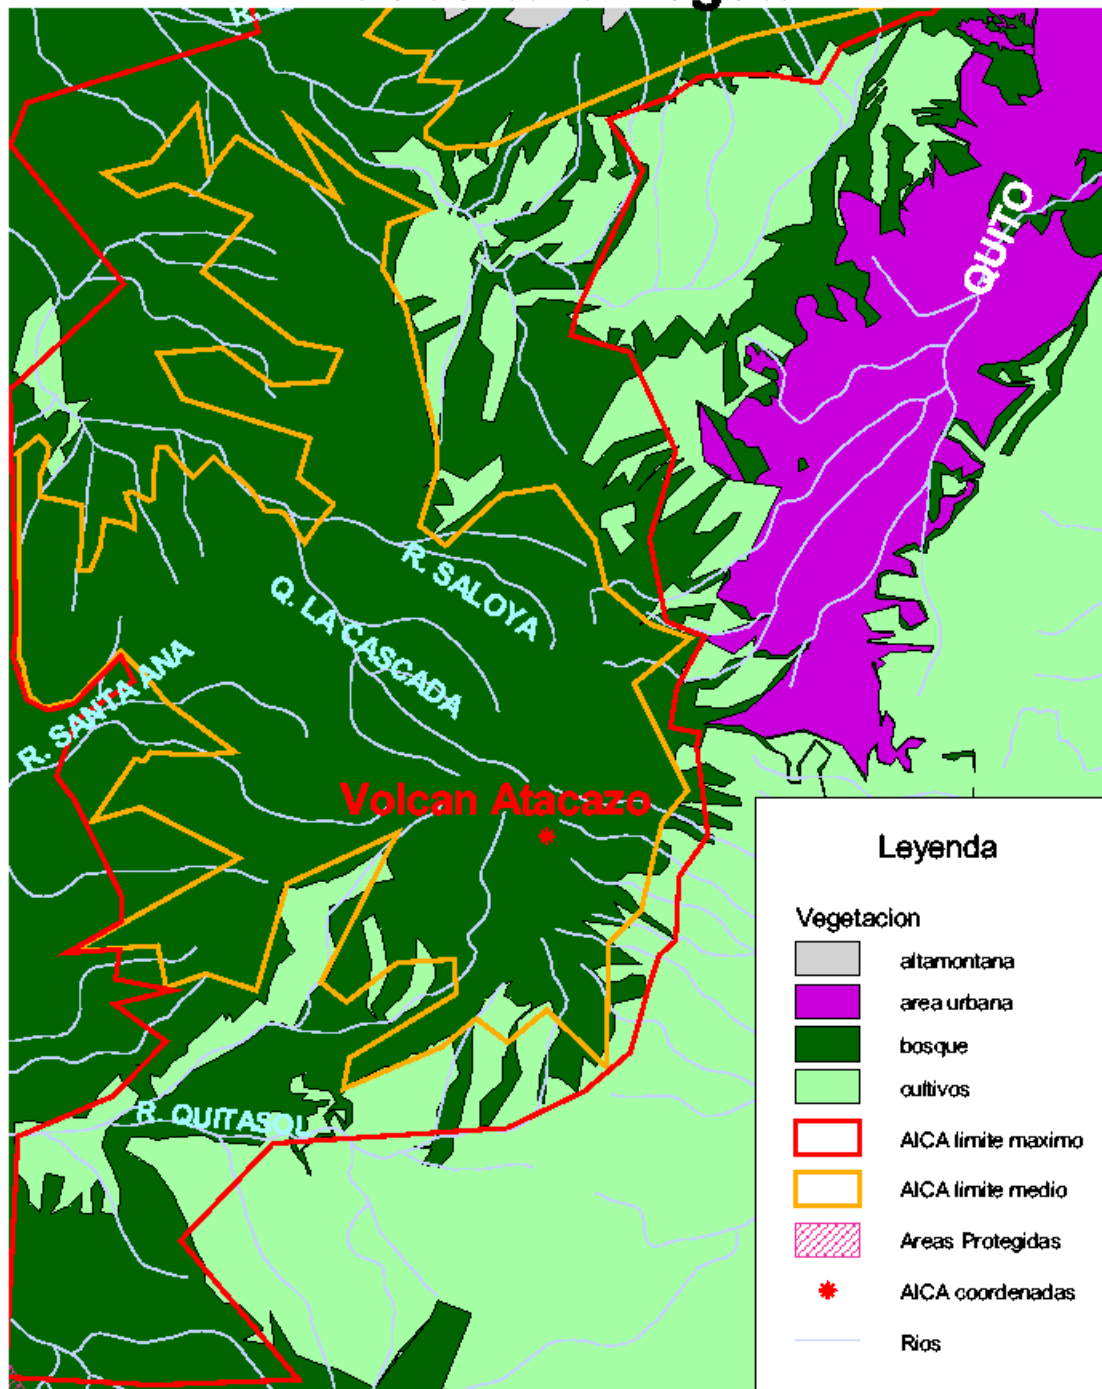 QUITO
R. SALOYA
Q. LA CASCADA
R. SANTA ANA
Volcan Atacazo
R. QUITASOL
Leyenda
Vegetacion
altamontana
area urbana
bosque
cultivos
AICA limite maximo
AICA limite medio
Areas Protegidas
AICA coordenadas
Rios